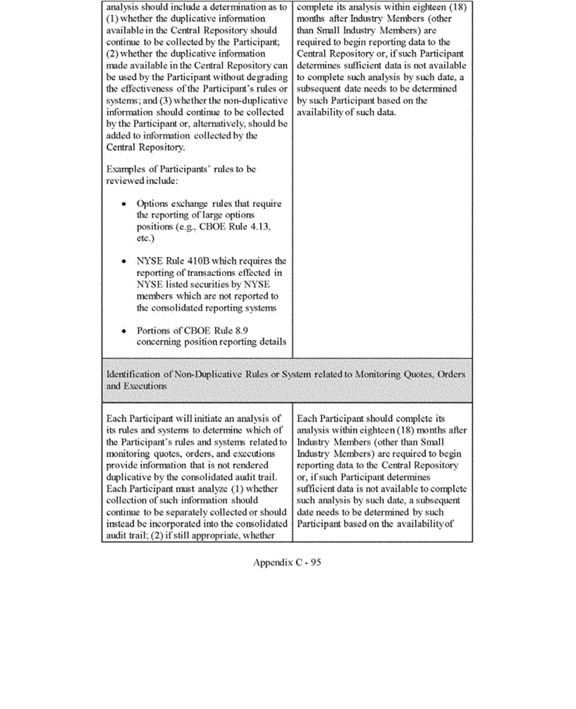 analysis should include a determination as to
(1) whether the duplicative information
available in the Central Repository should
continue to be collected by the Participant;
(2) whether the duplicative information
made available in the Central Repository can
be used by the Participant without degrading
the effectiveness of the Participant's rules or
systems; and (3) whether the non-duplicative
information should continue to be collected
by the Participant or, alternatively, should be
added to information collected by the
Central Repository.
Examples of Participants' rules to be
reviewed include:
• Options exchange rules that require
the reporting of large options
positions (e.g., CBOE Rule 4.13,
etc.)
• NYSE Rule 410B which requires the
reporting of transactions effected in
NYSE listed securities by NYSE
members which are not reported to
the consolidated reporting systems
• Portions of CBOE Rule 8.9
concerning position reporting details
complete its analysis within eighteen (18)
months after Industry Members (other
than Small Industry Members) are
required to begin reporting data to the
Central Repository or, if such Participant
determines sufficient data is not available
to complete such analysis by such date, a
subsequent date needs to be determined
by such Participant based on the
availability of such data.
Identification of Non-Duplicative Rules or System related to Monitoring Quotes, Orders
and Executions
Each Participant will initiate an analysis of
its rules and systems to determine which of
the Participant's rules and systems related to
monitoring quotes, orders, and executions
provide information that is not rendered
duplicative by the consolidated audit trail.
Each Participant must analyze (1) whether
collection of such information should
continue to be separately collected or should
instead be incorporated into the consolidated
audit trail; (2) if still appropriate, whether
Each Participant should complete its
analysis within eighteen (18) months after
Industry Members (other than Small
Industry Members) are required to begin
reporting data to the Central Repository
or, if such Participant determines
sufficient data is not available to complete
such analysis by such date, a subsequent
date needs to be determined by such
Participant based on the availability of
Appendix C - 95